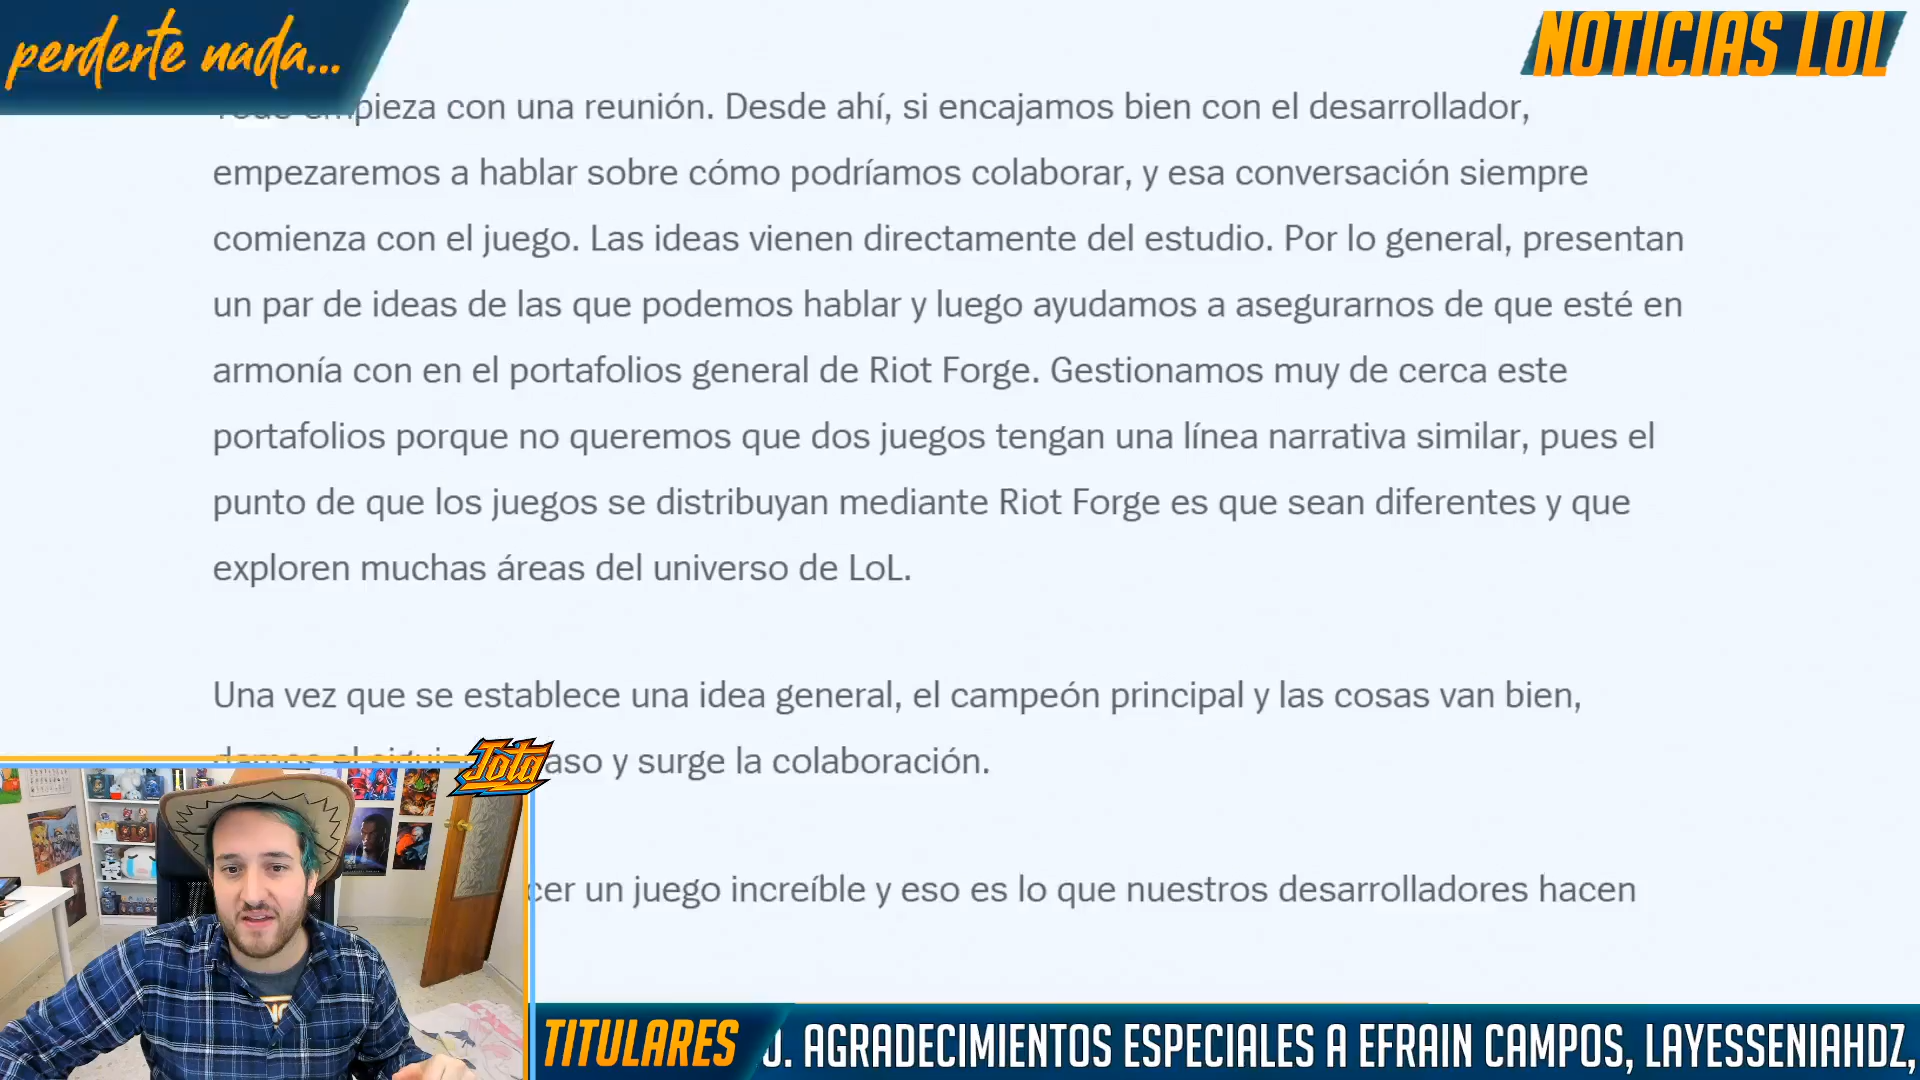 perderte nada...
NOTICIAS LOL
empieza con una reunión. Desde ahí, si encajamos bien con el desarrollador,
empezaremos a hablar sobre cómo podríamos colaborar, y esa conversación siempre
comienza con el juego. Las ideas vienen directamente del estudio. Por lo general, presentan
un par de ideas de las que podemos hablar y luego ayudamos a asegurarnos de que esté en
armonía con en el portafolios general de Riot Forge. Gestionamos muy de cerca este
portafolios porque no queremos que dos juegos tengan una línea narrativa similar, pues el
punto de que los juegos se distribuyan mediante Riot Forge es que sean diferentes y que
exploren muchas áreas del universo de LoL.
Una vez que se establece una idea general, el campeón principal y las cosas van bien,
aso y surge la colaboración.
Jota
cer un juego increíble y eso es lo que nuestros desarrolladores hacen
TITULARES
O. AGRADECIMIENTOS ESPECIALES A EFRAIN CAMPOS, LAYESSENIAHDZ,